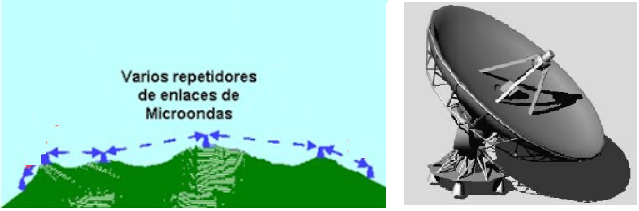 Varios repetidores
de enlaces de
Microondas